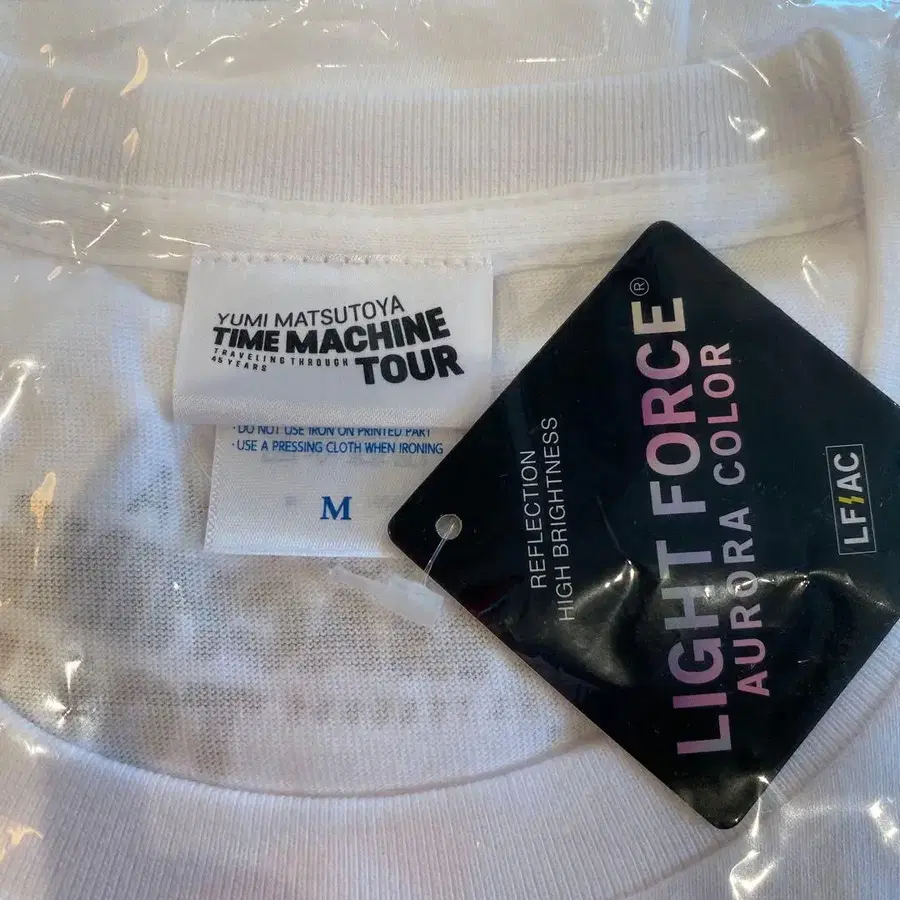 YUMI MATSUTOYA
TIME MACHINE
TRAVELING THROUGH
45 YEARS
TOUR
· DO NOT USE IRON ON PRINTED PART
· USE A PRESSING CLOTH WHEN IRONING
M
REFLECTION
HIGH BRIGHTNESS
LIGHT FORCE®
AURORA COLOR
LF AC